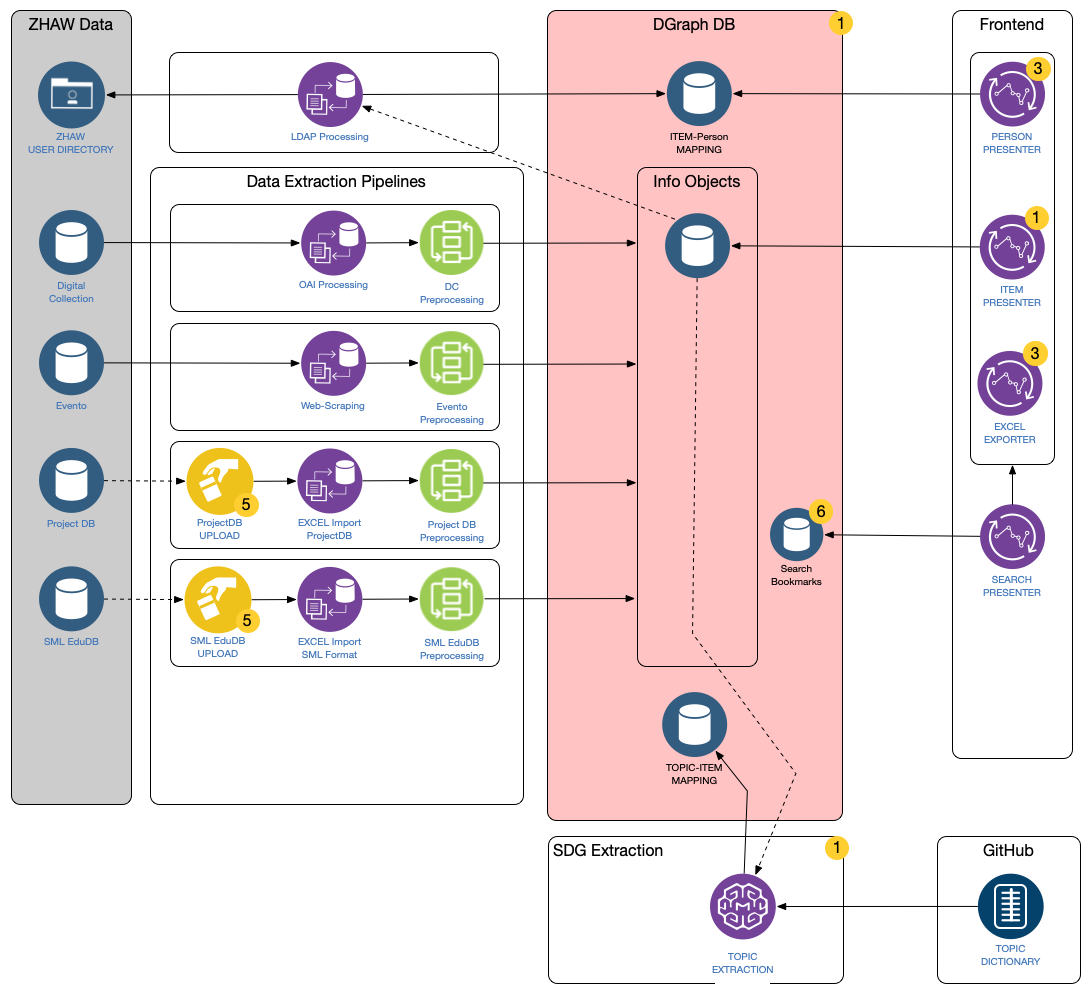 ZHAW Data
ZHAW
USER DIRECTORY
Digital
Collection
Evento
Project DB
SML EduDB
LDAP Processing
Data Extraction Pipelines
OAI Processing
DC
Preprocessing
Web-Scraping
Evento
Preprocessing
5
ProjectDB
UPLOAD
EXCEL Import
ProjectDB
Project DB
Preprocessing
5
SML EduDB
UPLOAD
EXCEL Import
SML Format
SML EduDB
Preprocessing
DGraph DB
1
ITEM-Person
MAPPING
Info Objects
6
Search
Bookmarks
TOPIC-ITEM
MAPPING
Frontend
3
PERSON
PRESENTER
1
ITEM
PRESENTER
3
EXCEL
EXPORTER
SEARCH
PRESENTER
SDG Extraction
1
TOPIC
EXTRACTION
GitHub
TOPIC
DICTIONARY